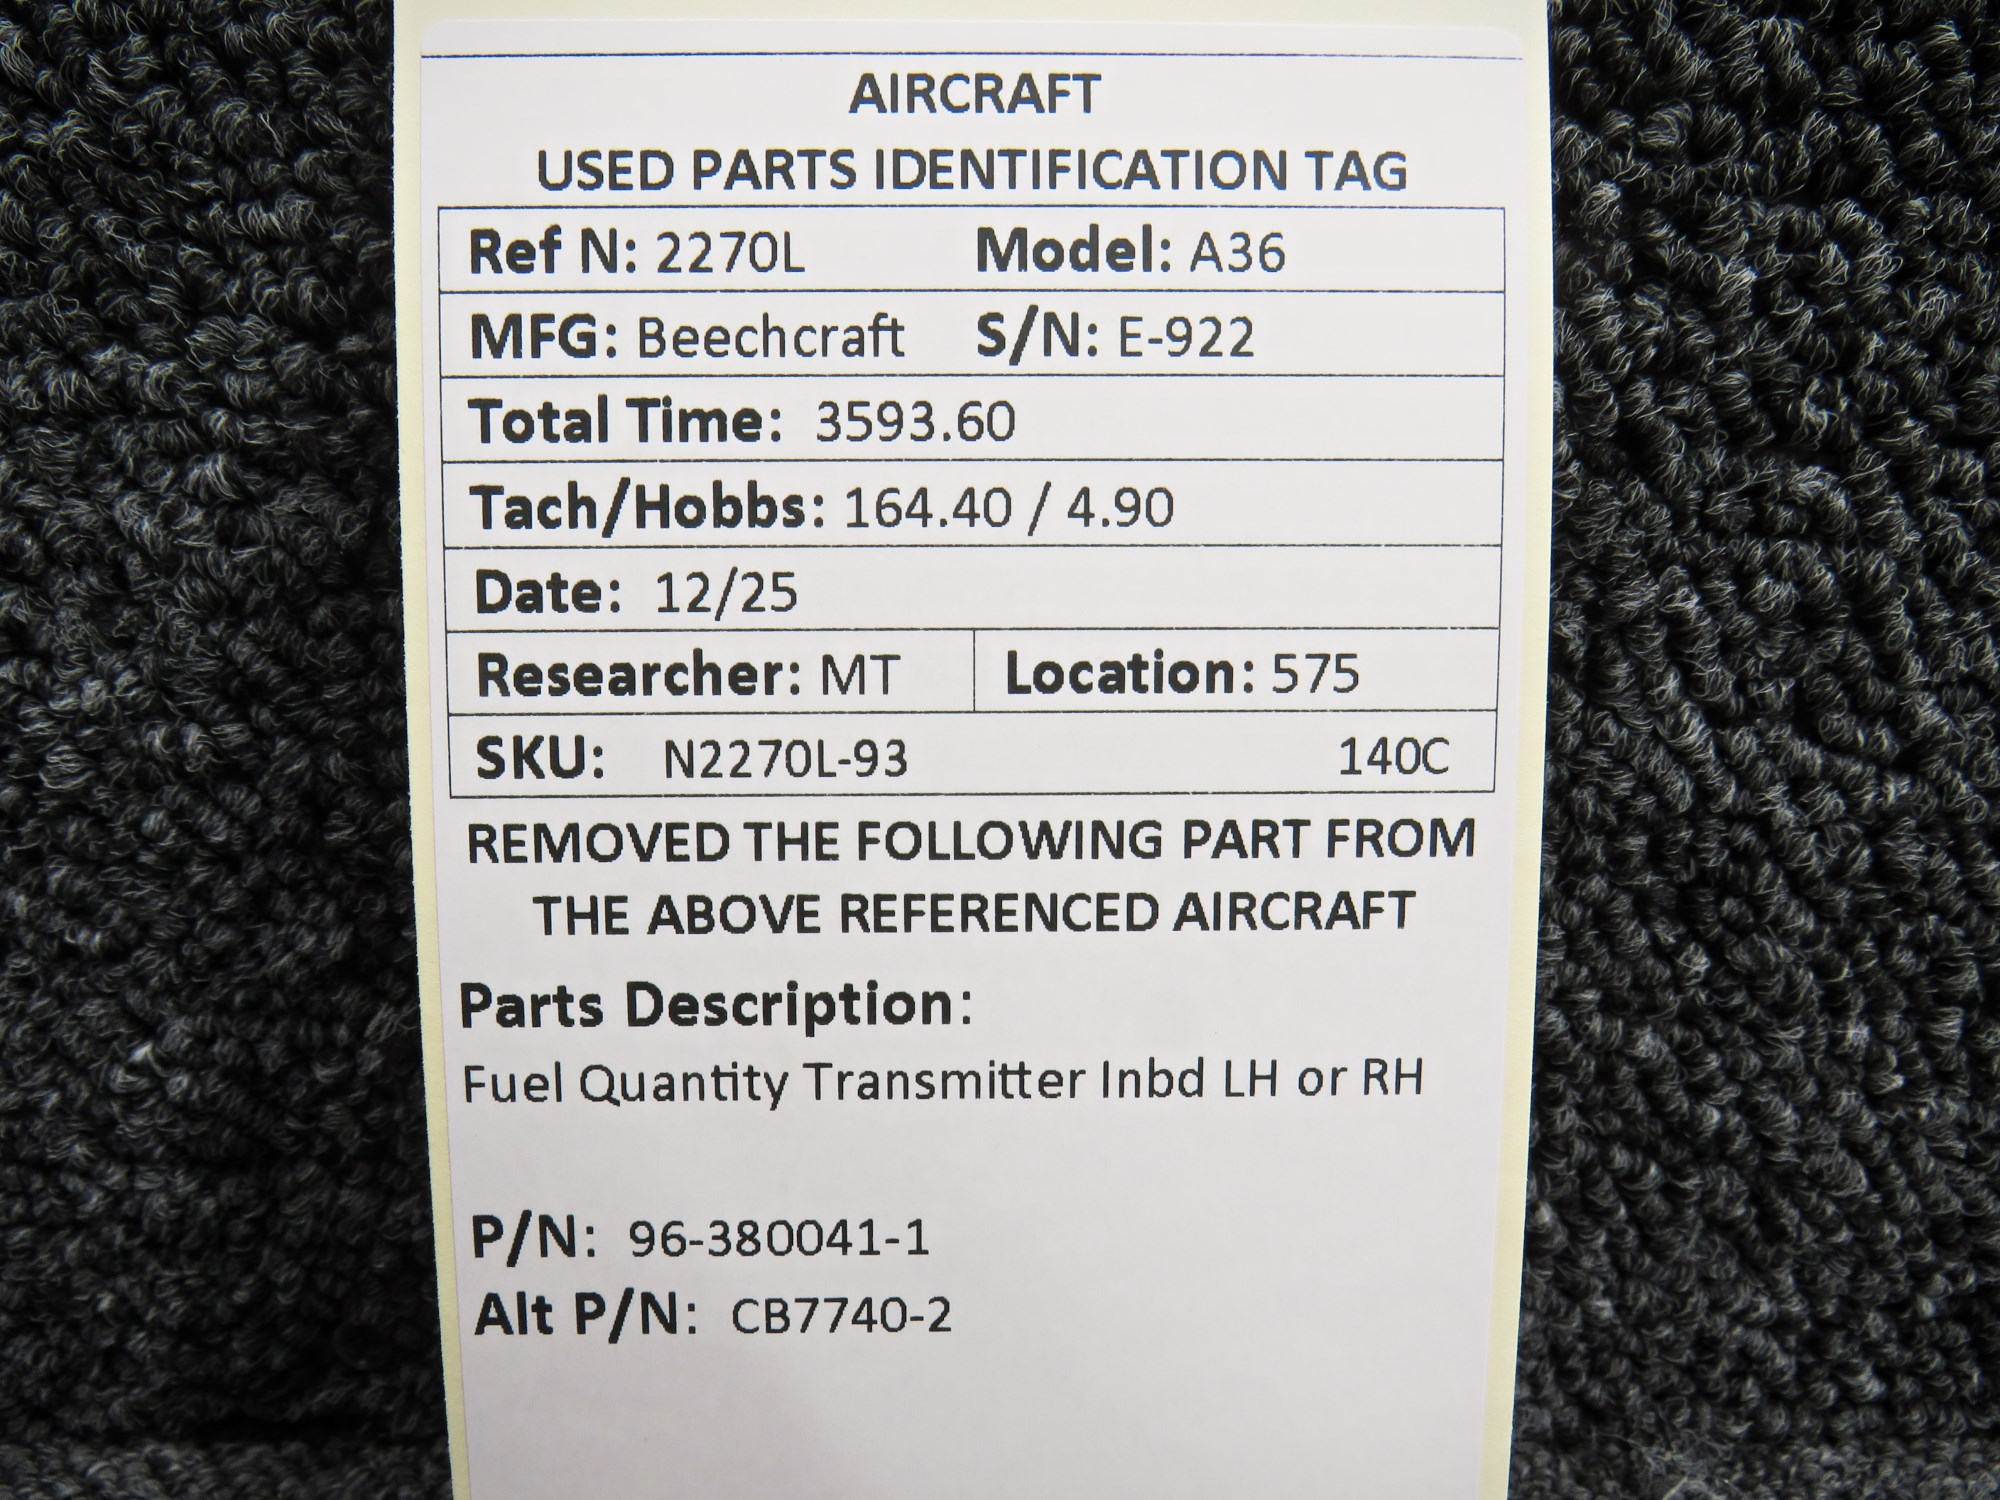 AIRCRAFT
USED PARTS IDENTIFICATION TAG
Ref N: 2270L Model: A36
MFG: Beechcraft S/N: E-922
Total Time: 3593.60
Tach/Hobbs: 164.40 / 4.90
Date: 12/25
Researcher: MT Location: 575
SKU: N2270L-93 140C
REMOVED THE FOLLOWING PART FROM
THE ABOVE REFERENCED AIRCRAFT
Parts Description:
Fuel Quantity Transmitter Inbd LH or RH
P/N: 96-380041-1
Alt P/N: CB7740-2